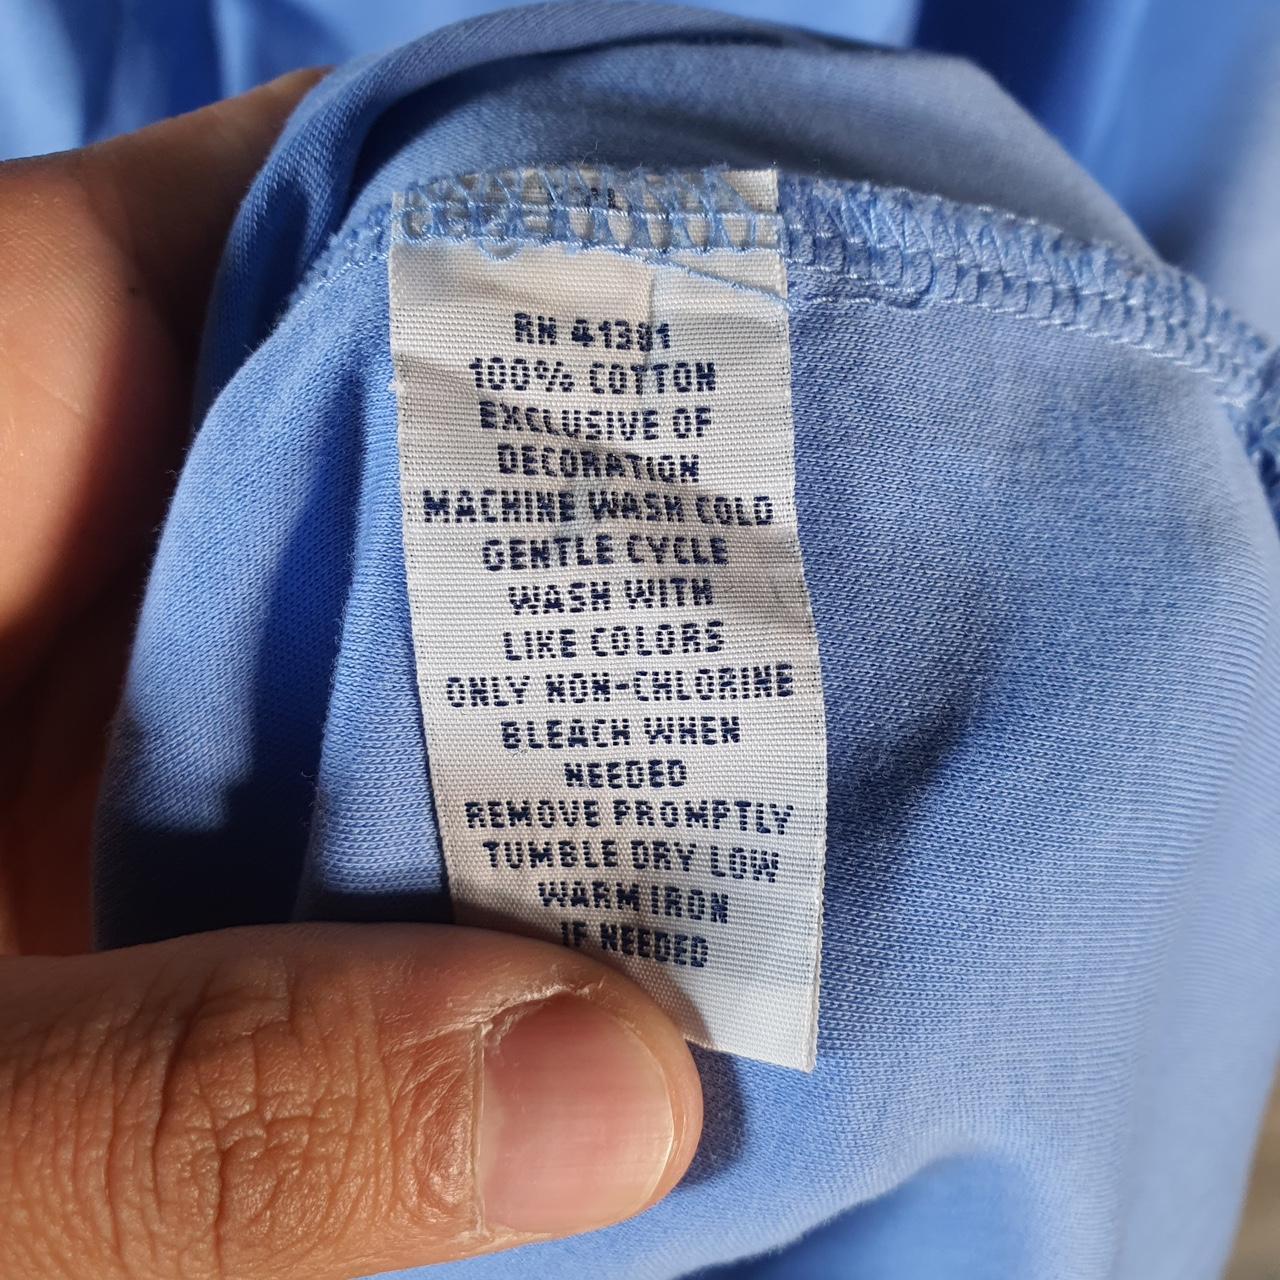 RN 41381
100% COTTON
EXCLUSIVE OF
DECORATION
MACHINE WASH COLD
GENTLE CYCLE
WASH WITH
LIKE COLORS
ONLY NON-CHLORINE
BLEACH WHEN
NEEDED
REMOVE PROMPTLY
TUMBLE DRY LOW
WARM IRON
IF NEEDED